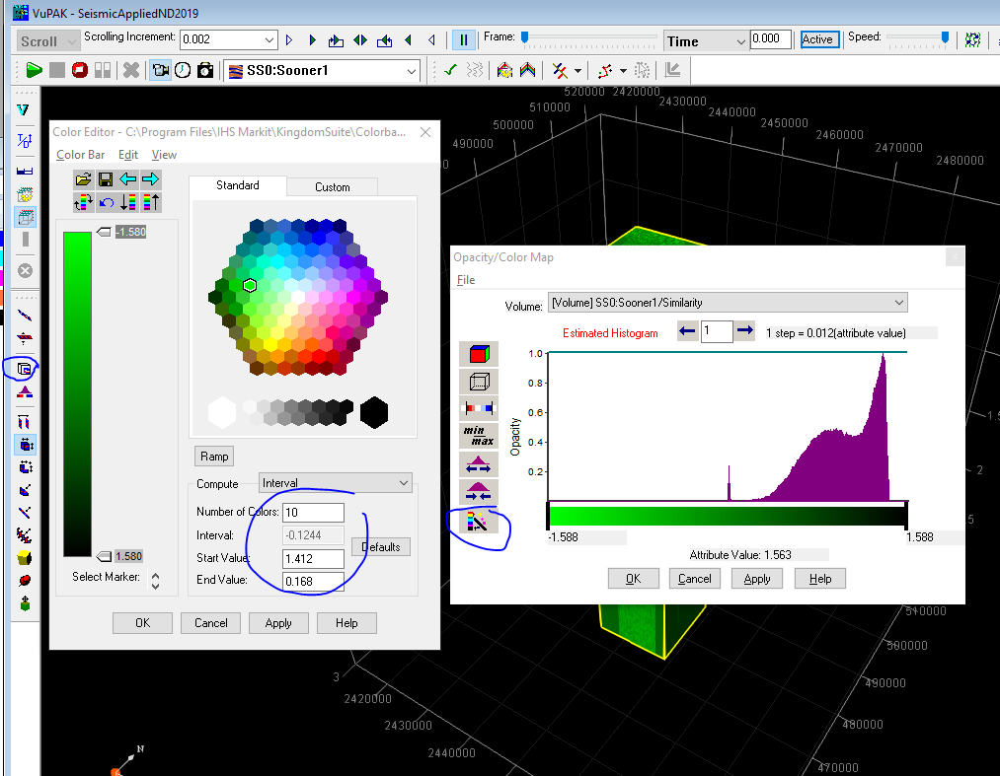 VuPAK - SeismicAppliedND2019
Scroll Scrolling Increment: 0.002 Frame: Time 0.000 Active Speed:
SS0:Sooner1
520000 2420000
510000 2430000
500000 2440000
490000 2450000
2460000
2470000
2480000
Color Editor - C:\Program Files\IHS Markit\KingdomSuite\Colorba...
Color Bar Edit View
Standard Custom
-1.580
1.580
Select Marker:
Ramp
Compute Interval
Number of Colors: 10
Interval: -0.1244
Start Value: 1.412
End Value: 0.168
Defaults
OK Cancel Apply Help
Opacity/Color Map
File
Volume: [Volume] SS0:Sooner1/Similarity
Estimated Histogram 1 1 step = 0.012(attribute value)
min
max
Opacity
1.0
0.8
0.6
0.4
0.2
-1.588 1.588
Attribute Value: 1.563
OK Cancel Apply Help
2
510000
500000
490000
480000
470000
3
2420000
2430000
2440000
N